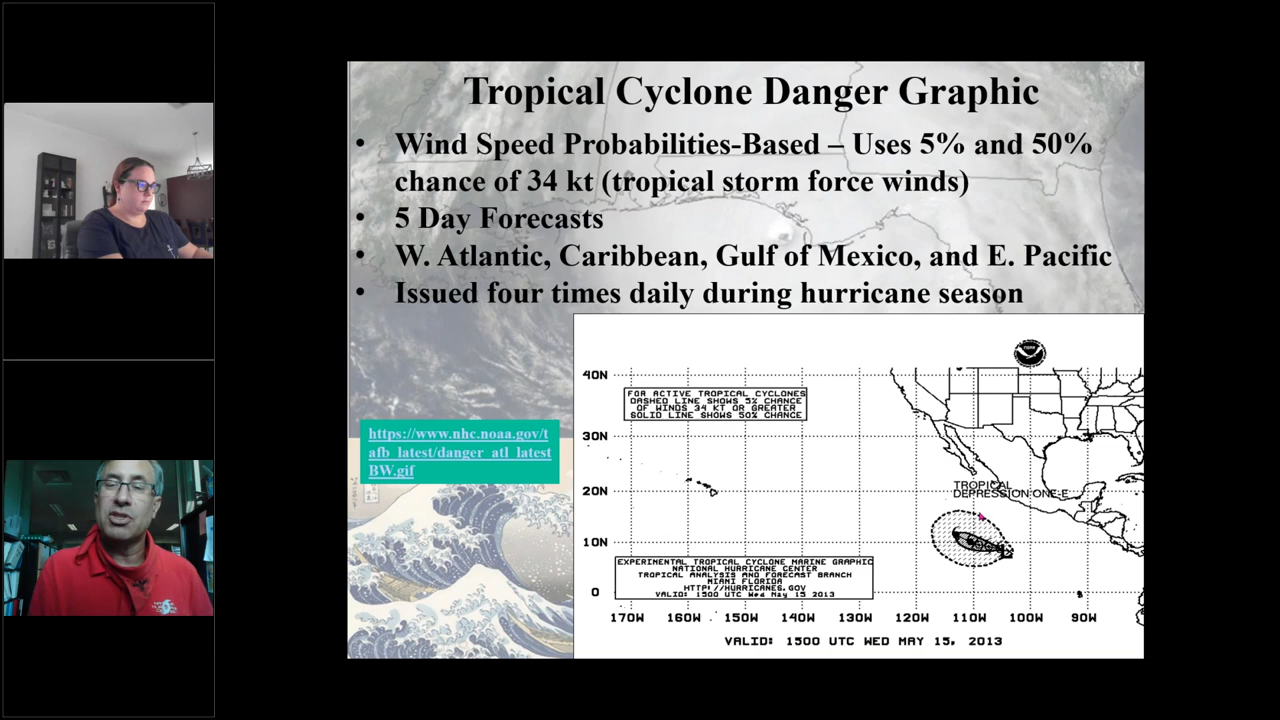 Tropical Cyclone Danger Graphic
• Wind Speed Probabilities-Based – Uses 5% and 50%
chance of 34 kt (tropical storm force winds)
• 5 Day Forecasts
• W. Atlantic, Caribbean, Gulf of Mexico, and E. Pacific
• Issued four times daily during hurricane season
https://www.nhc.noaa.gov/t
afb_latest/danger_atl_latest
BW.gif
NOAA
40N
FOR ACTIVE TROPICAL CYCLONES
DASHED LINE SHOWS 5% CHANCE
OF WINDS 34 KT OR GREATER
SOLID LINE SHOWS 50% CHANCE
30N
20N
TROPICAL
DEPRESSION ONE-E
10N
EXPERIMENTAL TROPICAL CYCLONE MARINE GRAPHIC
NATIONAL HURRICANE CENTER
TROPICAL ANALYSIS AND FORECAST BRANCH
MIAMI FLORIDA
HTTP://HURRICANES.GOV
VALID: 1500 UTC Wed May 15 2013
0
170W 160W 150W 140W 130W 120W 110W 100W 90W
VALID: 1500 UTC WED MAY 15, 2013